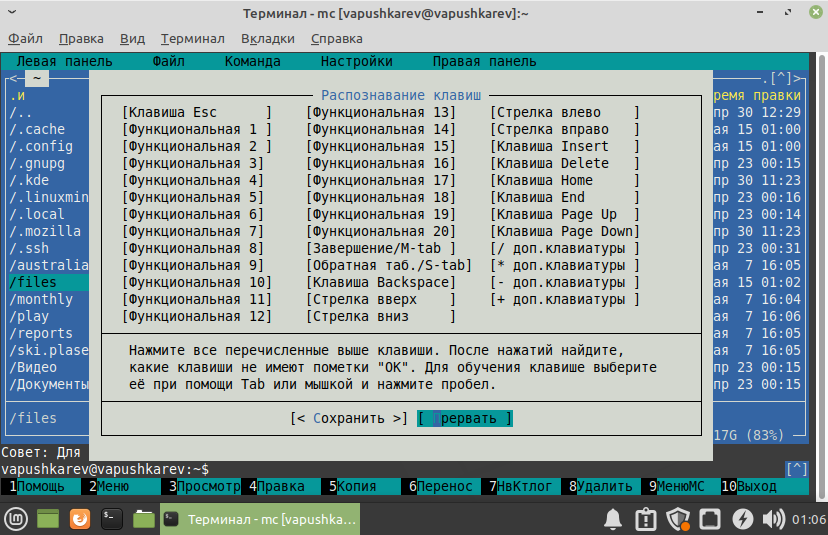 Терминал - mc [vapushkarev@vapushkarev]:~
Файл Правка Вид Терминал Вкладки Справка
Левая панель Файл Команда Настройки Правая панель
<─ ~ .[^]>
.и Распознавание клавиш ремя правки
/.. [Клавиша Esc ] [Функциональная 13] [Стрелка влево ] пр 30 12:29
/.cache [Функциональная 1 ] [Функциональная 14] [Стрелка вправо ] ая 15 01:00
/.config [Функциональная 2 ] [Функциональная 15] [Клавиша Insert ] ая 15 01:00
/.gnupg [Функциональная 3] [Функциональная 16] [Клавиша Delete ] пр 23 00:15
/.kde [Функциональная 4] [Функциональная 17] [Клавиша Home ] пр 30 11:23
/.linuxmin [Функциональная 5] [Функциональная 18] [Клавиша End ] пр 23 00:16
/.local [Функциональная 6] [Функциональная 19] [Клавиша Page Up ] пр 23 00:14
/.mozilla [Функциональная 7] [Функциональная 20] [Клавиша Page Down] пр 30 11:23
/.ssh [Функциональная 8] [Завершение/M-tab ] [/ доп.клавиатуры ] пр 23 00:31
/australia [Функциональная 9] [Обратная таб./S-tab] [* доп.клавиатуры ] ая 7 16:05
/files [Функциональная 10] [Клавиша Backspace] [- доп.клавиатуры ] ая 15 01:02
/monthly [Функциональная 11] [Стрелка вверх ] [+ доп.клавиатуры ] ая 7 16:04
/play [Функциональная 12] [Стрелка вниз ] ая 7 16:06
/reports ая 7 16:05
/ski.plase Нажмите все перечисленные выше клавиши. После нажатий найдите, ая 7 16:05
/Видео какие клавиши не имеют пометки "OK". Для обучения клавише выберите пр 23 00:15
/Документы её при помощи Tab или мышкой и нажмите пробел. пр 23 00:15
/files [< Сохранить >] [ Прервать ]
17G (83%)
Совет: Для
vapushkarev@vapushkarev:~$ [^]
1Помощь 2Меню 3Просмотр 4Правка 5Копия 6Перенос 7НвКтлог 8Удалить 9МенюMC 10Выход
Терминал - mc [vapushka... 01:06